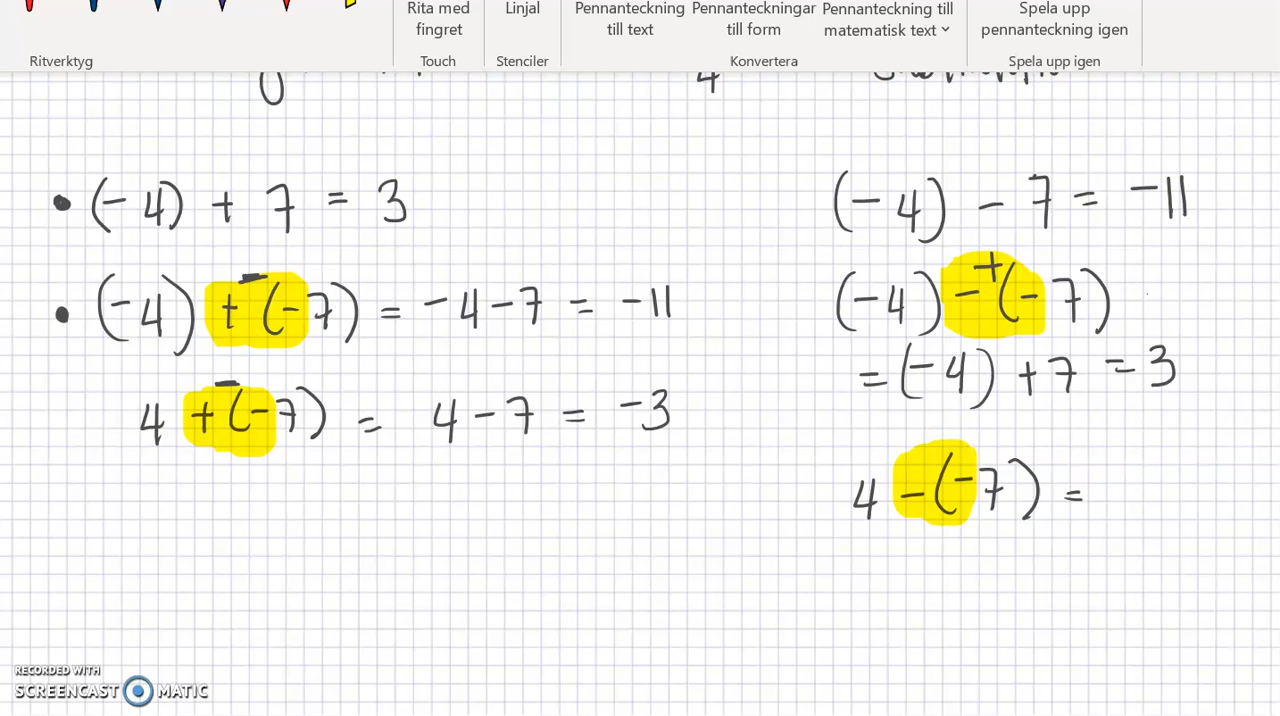 Rita med fingret
Linjal
Pennanteckning till text
Pennanteckningar till form
Pennanteckning till matematisk text
Spela upp pennanteckning igen
Ritverktyg
Touch
Stenciler
Konvertera
Spela upp igen
• (-4) + 7 = 3
• (-4) + (-7) = -4 - 7 = -11
-
4 + (-7) = 4 - 7 = -3
-
(-4) - 7 = -11
(-4) - (-7)
+
= (-4) + 7 = 3
4 - (-7) =
RECORDED WITH
SCREENCAST MATIC